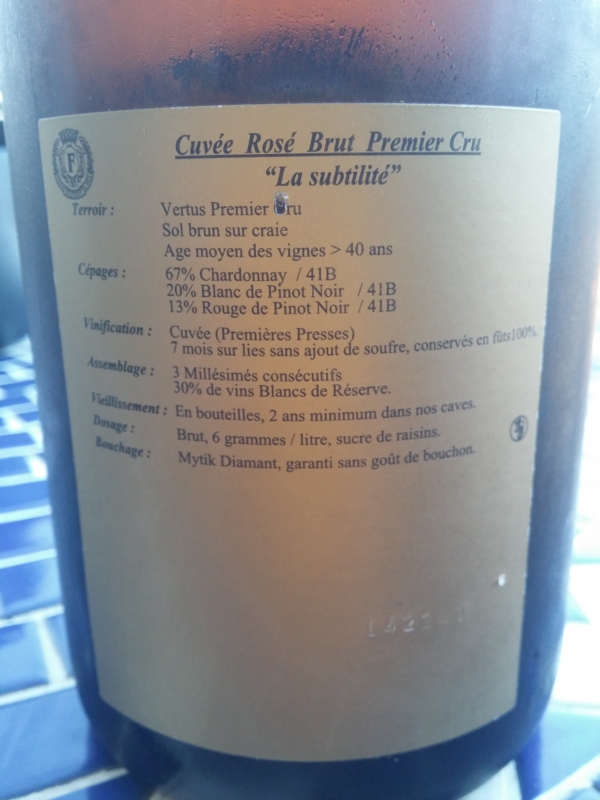 F
Cuvée Rosé Brut Premier Cru
“La subtilité”
Terroir : Vertus Premier Cru
Sol brun sur craie
Age moyen des vignes > 40 ans
Cépages : 67% Chardonnay / 41B
20% Blanc de Pinot Noir / 41B
13% Rouge de Pinot Noir / 41B
Vinification : Cuvée (Premières Presses)
7 mois sur lies sans ajout de soufre, conservés en fûts100%.
Assemblage : 3 Millésimés consécutifs
30% de vins Blancs de Réserve.
Vieillissement : En bouteilles, 2 ans minimum dans nos caves.
Dosage : Brut, 6 grammes / litre, sucre de raisins.
Bouchage : Mytik Diamant, garanti sans goût de bouchon.